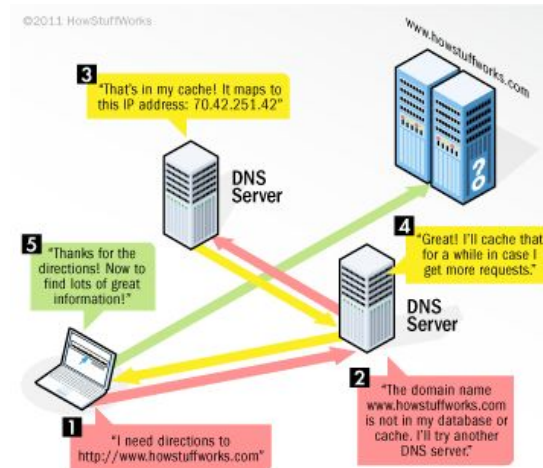 ©2011 HowStuffWorks
www.howstuffworks.com
3
"That's in my cache! It maps to
this IP address: 70.42.251.42"
DNS
Server
4
"Great! I'll cache that
for a while in case I
get more requests."
5
"Thanks for the
directions! Now to
find lots of great
information!"
?
DNS
Server
2
"The domain name
www.howstuffworks.com
is not in my database or
cache. I'll try another
DNS server."
1
"I need directions to
http://www.howstuffworks.com"